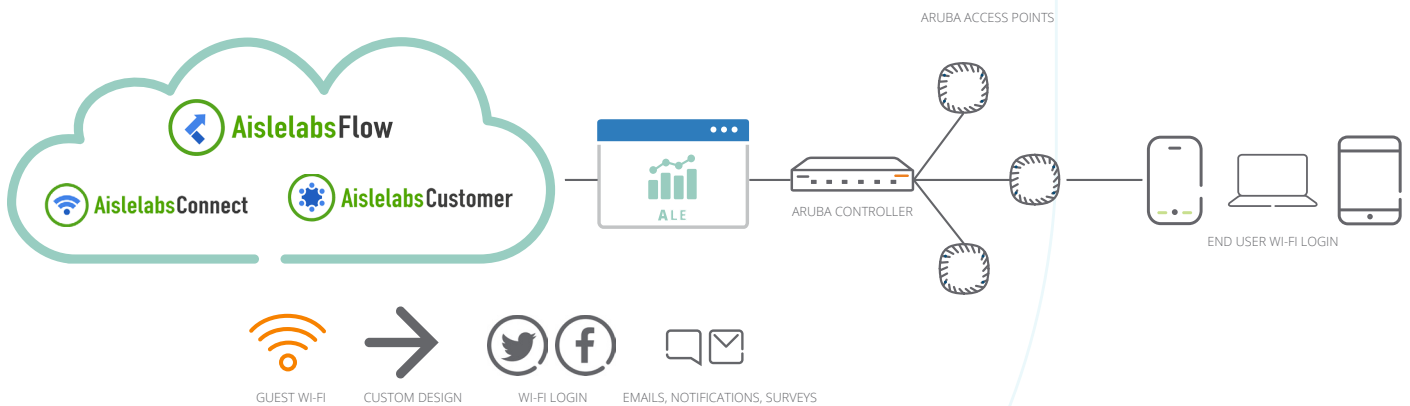 ARUBA ACCESS POINTS
AislelabsFlow
AislelabsConnect
AislelabsCustomer
ALE
ARUBA CONTROLLER
END USER WI-FI LOGIN
GUEST WI-FI
CUSTOM DESIGN
WI-FI LOGIN
EMAILS, NOTIFICATIONS, SURVEYS